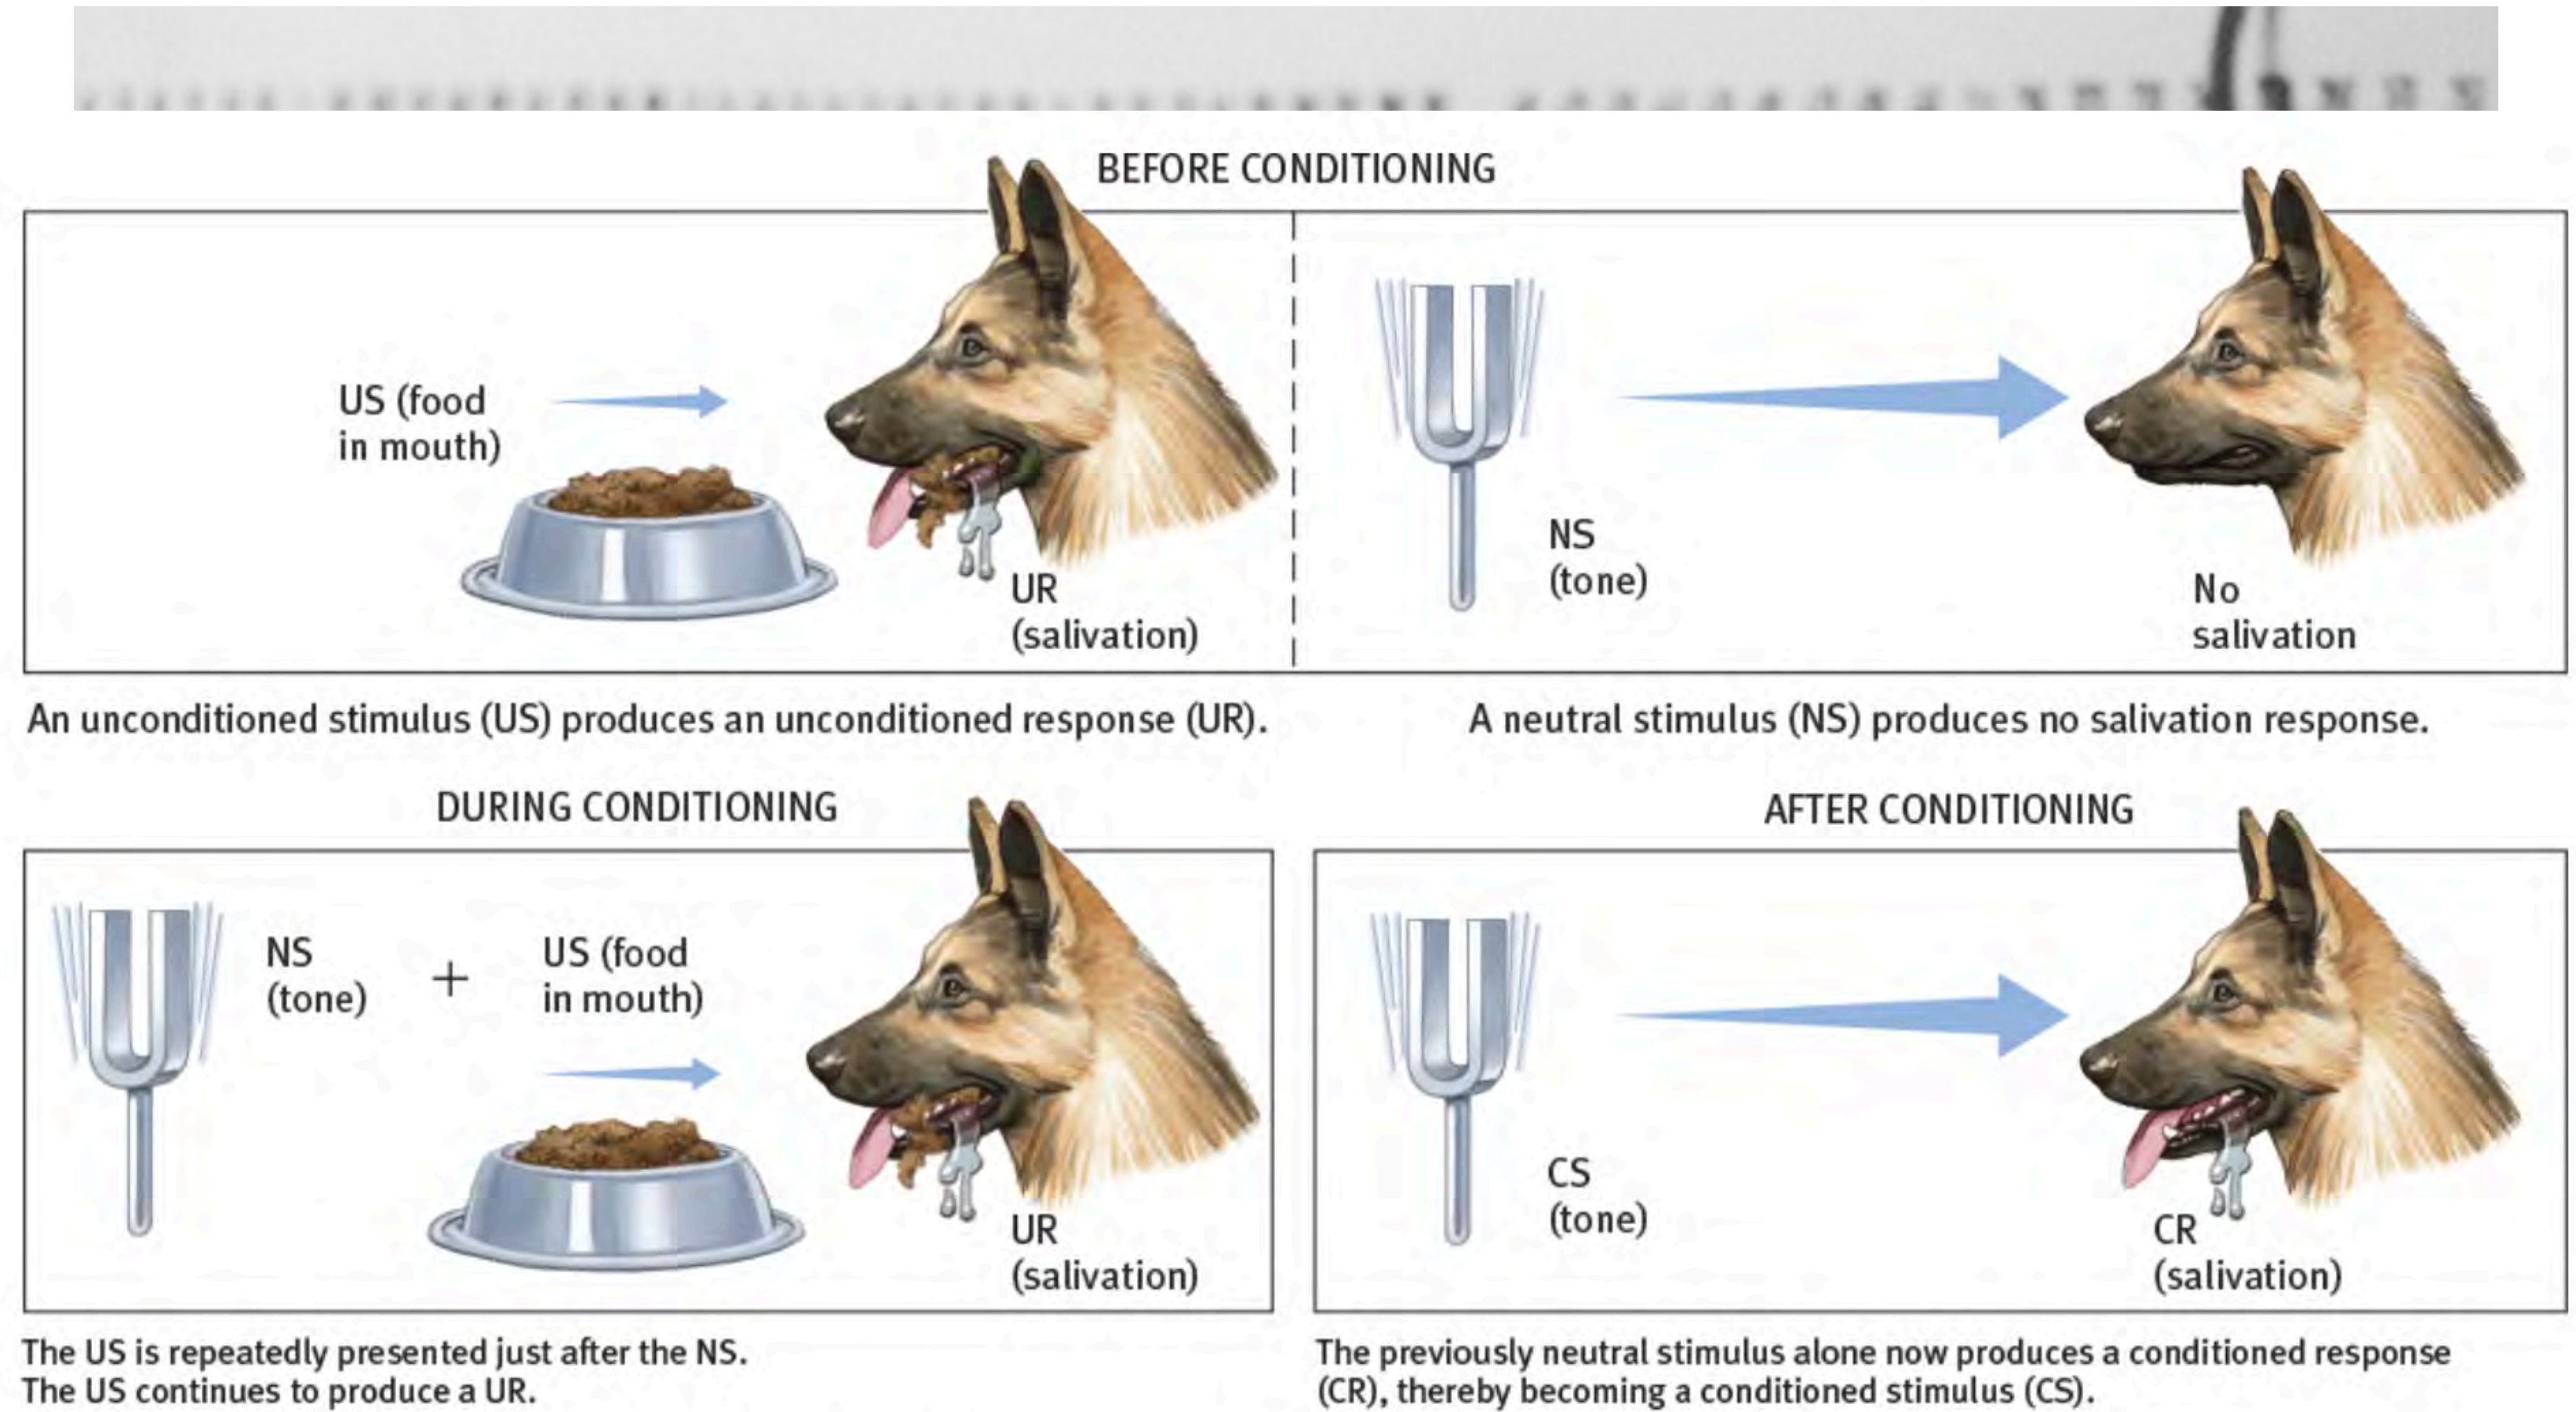 BEFORE CONDITIONING
US (food
in mouth)
UR
(salivation)
NS
(tone)
No
salivation
An unconditioned stimulus (US) produces an unconditioned response (UR).
A neutral stimulus (NS) produces no salivation response.
DURING CONDITIONING
NS
(tone)
+
US (food
in mouth)
UR
(salivation)
The US is repeatedly presented just after the NS.
The US continues to produce a UR.
AFTER CONDITIONING
CS
(tone)
CR
(salivation)
The previously neutral stimulus alone now produces a conditioned response
(CR), thereby becoming a conditioned stimulus (CS).